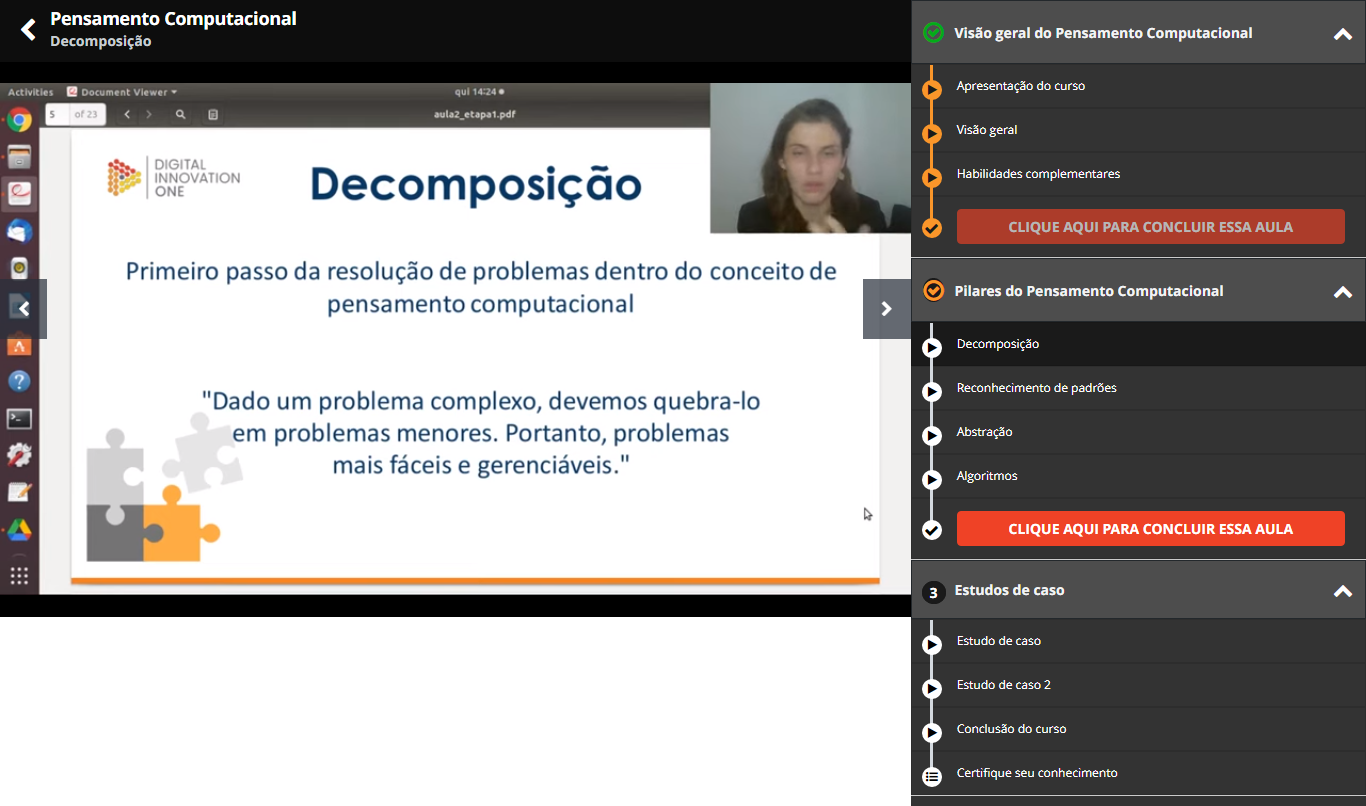 Pensamento Computacional
Decomposição
Activities
Document Viewer
qui 14:24
5 of 23
aula2_etapa1.pdf
DIGITAL
INNOVATION
ONE
Decomposição
Primeiro passo da resolução de problemas dentro do conceito de
pensamento computacional
"Dado um problema complexo, devemos quebra-lo
em problemas menores. Portanto, problemas
mais fáceis e gerenciáveis."
Visão geral do Pensamento Computacional
Apresentação do curso
Visão geral
Habilidades complementares
CLIQUE AQUI PARA CONCLUIR ESSA AULA
Pilares do Pensamento Computacional
Decomposição
Reconhecimento de padrões
Abstração
Algoritmos
CLIQUE AQUI PARA CONCLUIR ESSA AULA
3 Estudos de caso
Estudo de caso
Estudo de caso 2
Conclusão do curso
Certifique seu conhecimento